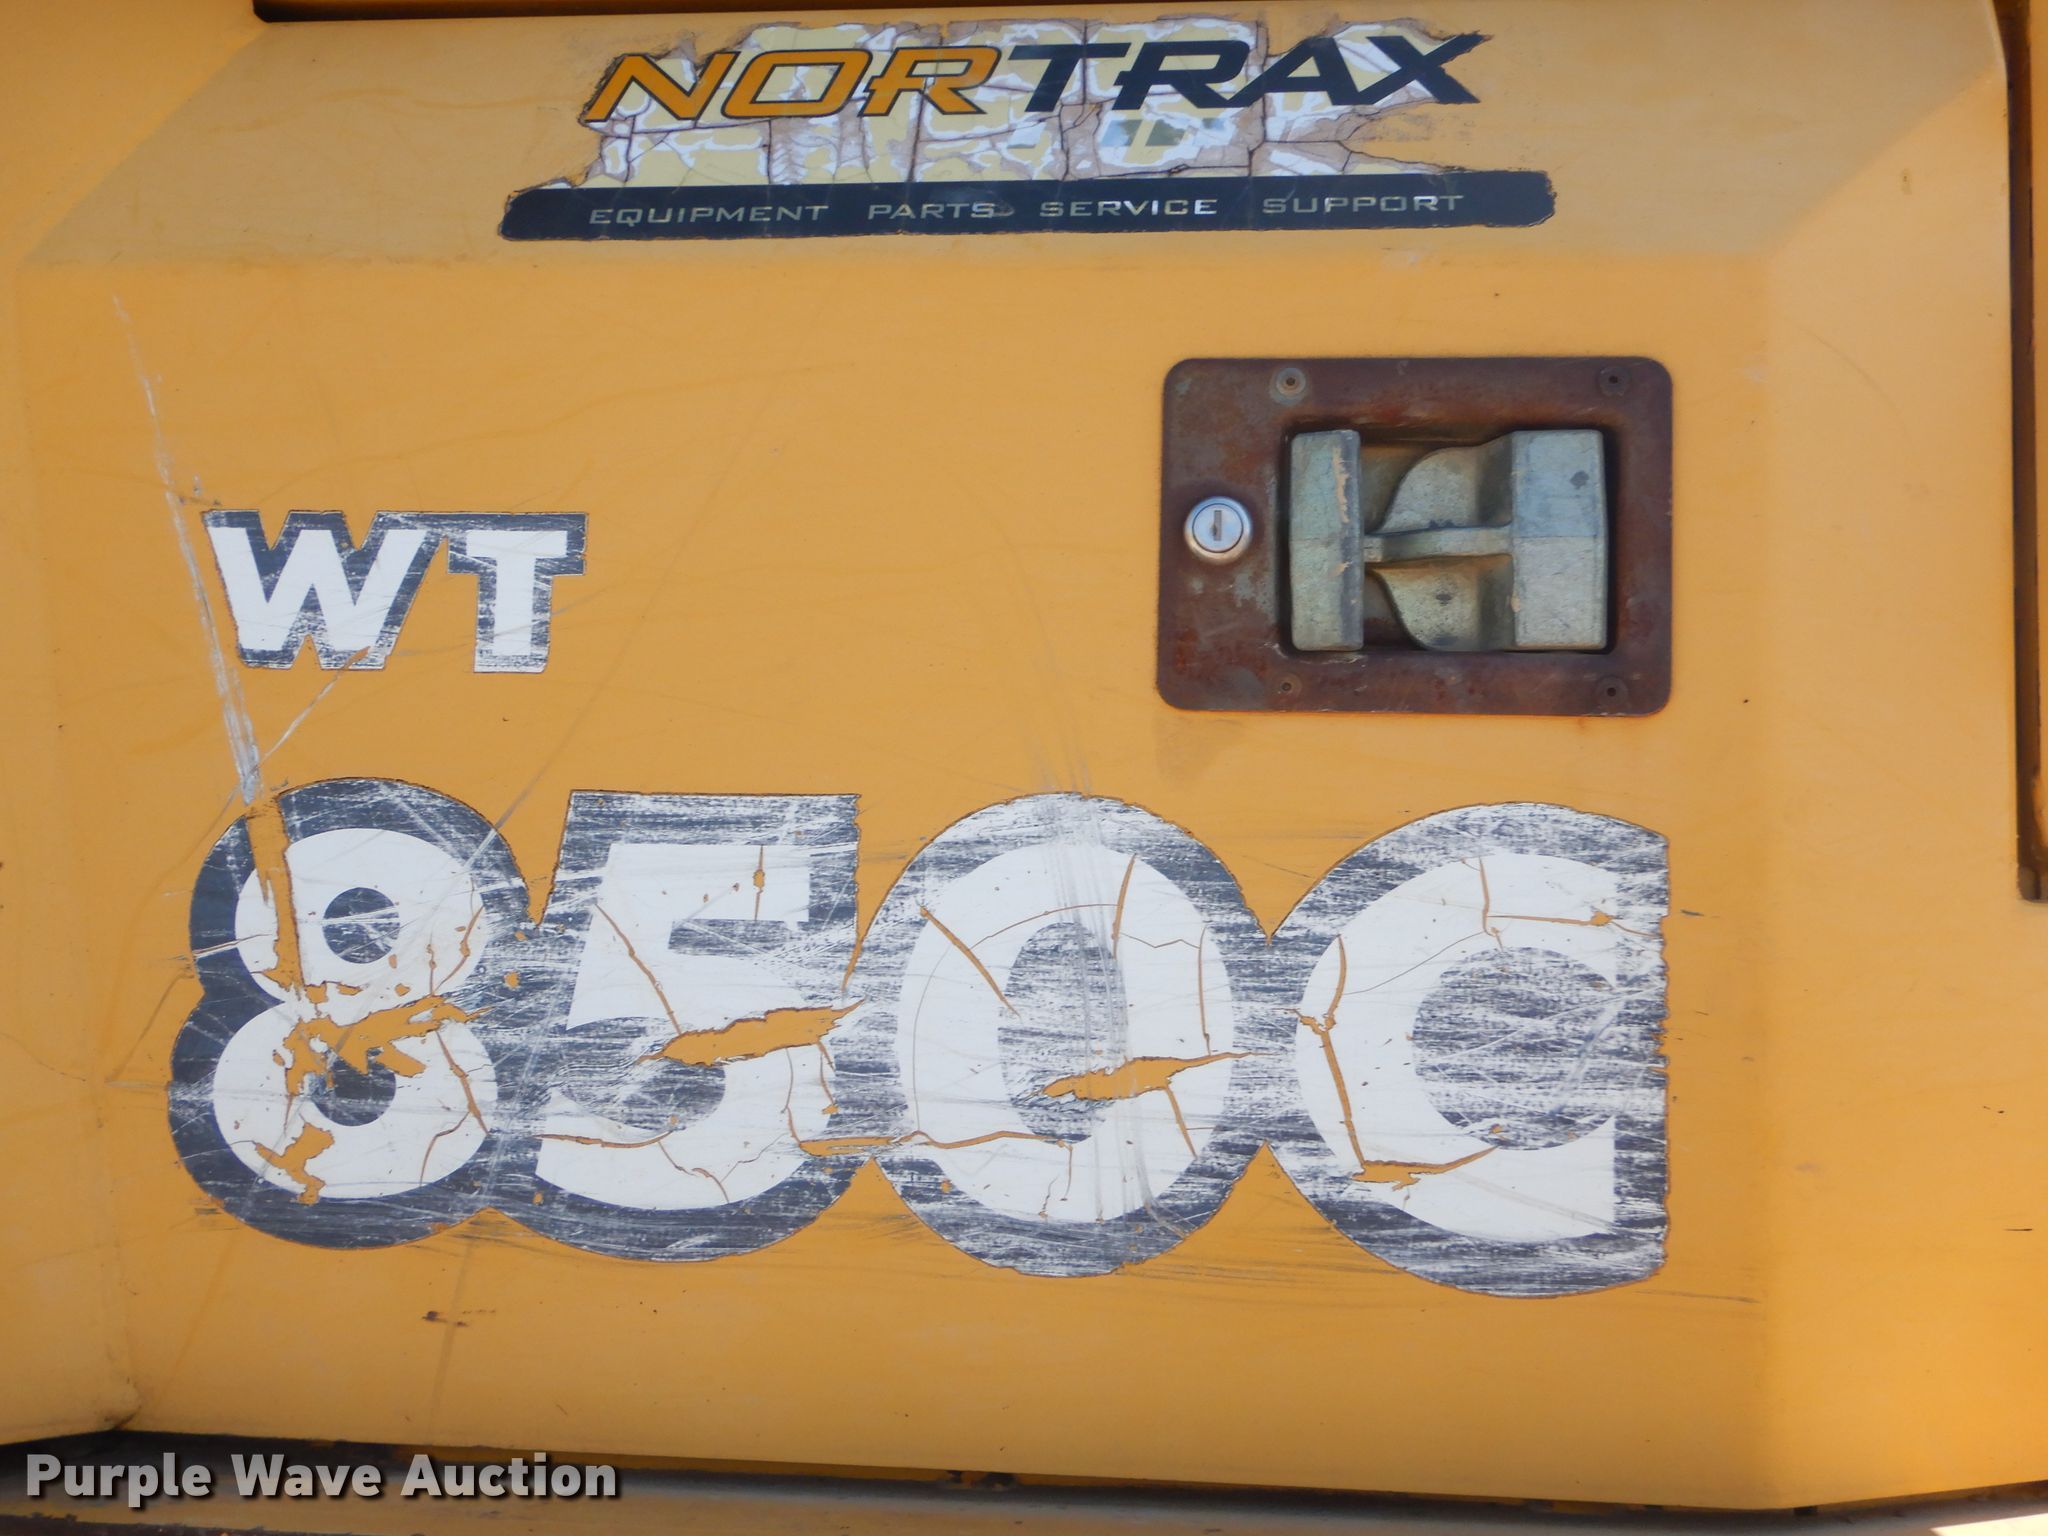 NORTRAX
EQUIPMENT PARTS SERVICE SUPPORT
WT
850C
Purple Wave Auction